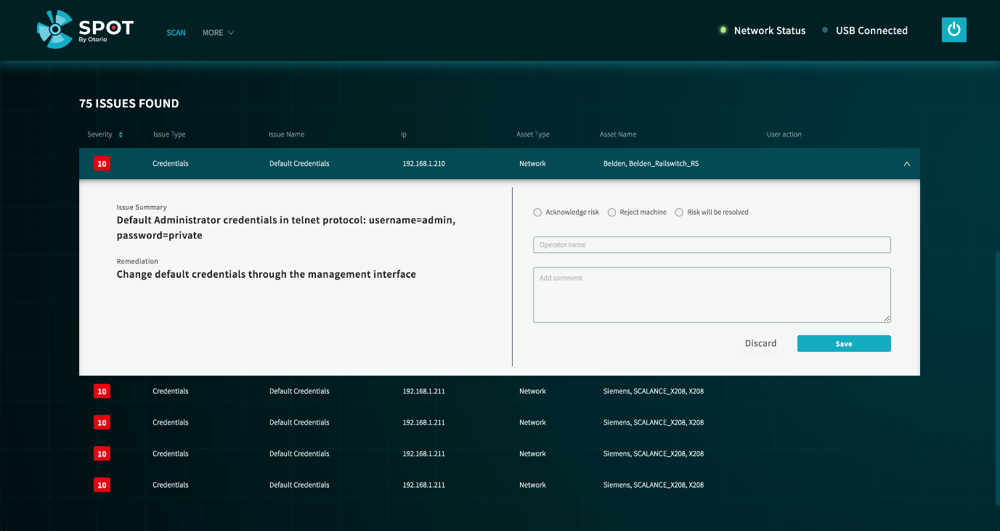 SPOT
By Otorio
SCAN
MORE
Network Status
USB Connected
75 ISSUES FOUND
Severity Issue Type Issue Name Ip Asset Type Asset Name User action
10 Credentials Default Credentials 192.168.1.210 Network Belden, Belden_Railswitch_RS
Issue Summary
Default Administrator credentials in telnet protocol: username=admin,
password=private
Remediation
Change default credentials through the management interface
Acknowledge risk Reject machine Risk will be resolved
Operator name
Add comment
Discard Save
10 Credentials Default Credentials 192.168.1.211 Network Siemens, SCALANCE_X208, X208
10 Credentials Default Credentials 192.168.1.211 Network Siemens, SCALANCE_X208, X208
10 Credentials Default Credentials 192.168.1.211 Network Siemens, SCALANCE_X208, X208
10 Credentials Default Credentials 192.168.1.211 Network Siemens, SCALANCE_X208, X208